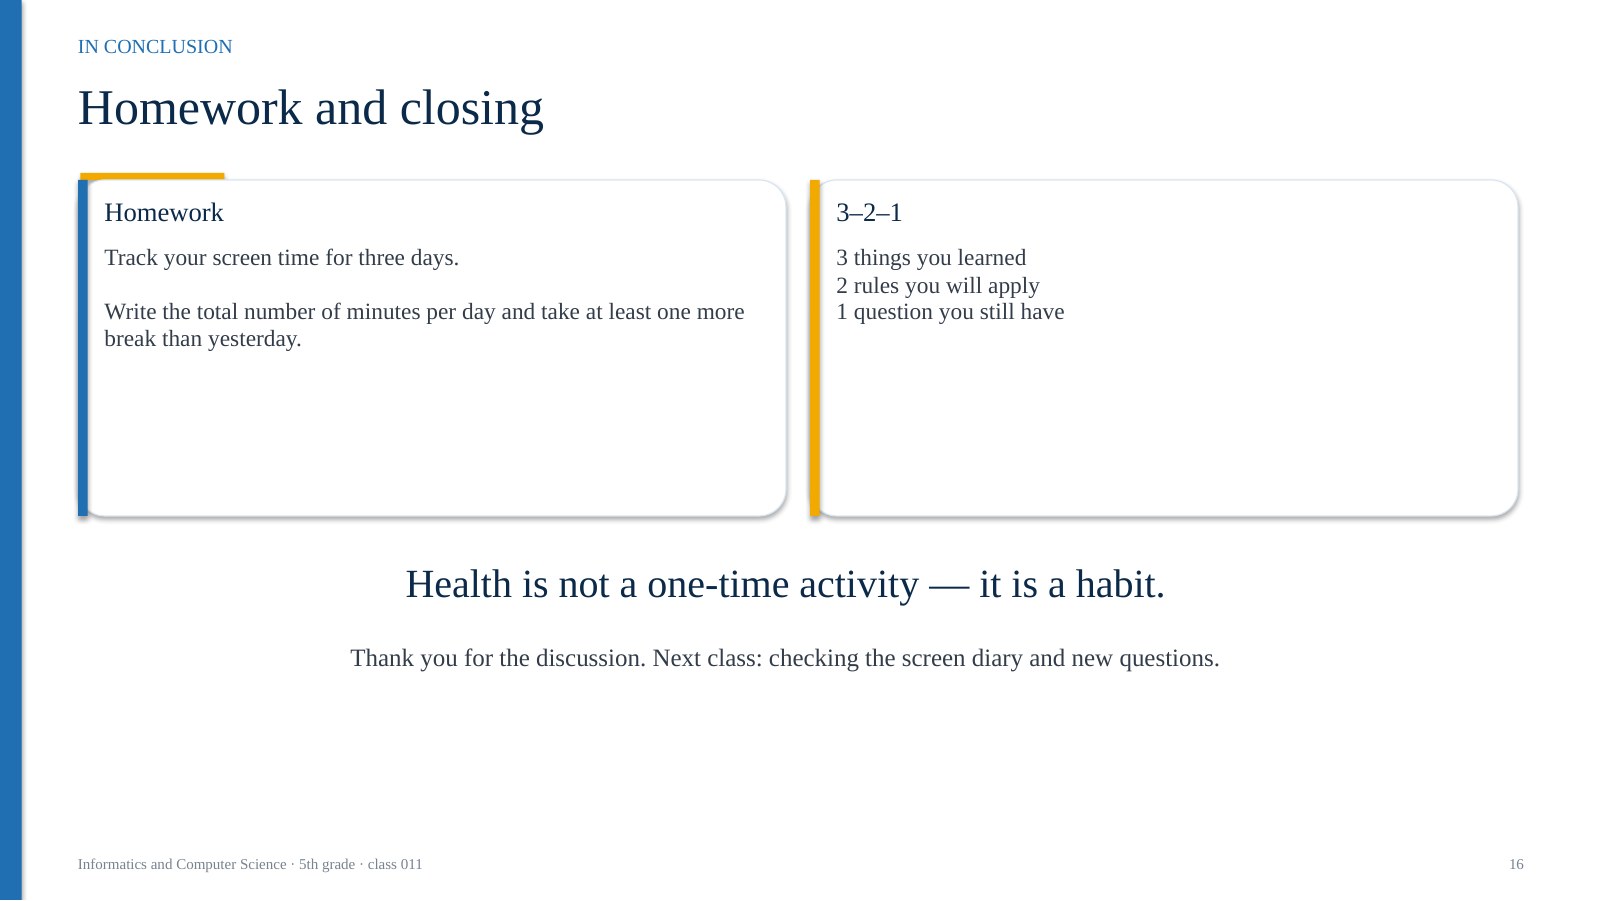 IN CONCLUSION
Homework and closing
Homework
Track your screen time for three days.
Write the total number of minutes per day and take at least one more
break than yesterday.
3–2–1
3 things you learned
2 rules you will apply
1 question you still have
Health is not a one-time activity — it is a habit.
Thank you for the discussion. Next class: checking the screen diary and new questions.
Informatics and Computer Science · 5th grade · class 011
16